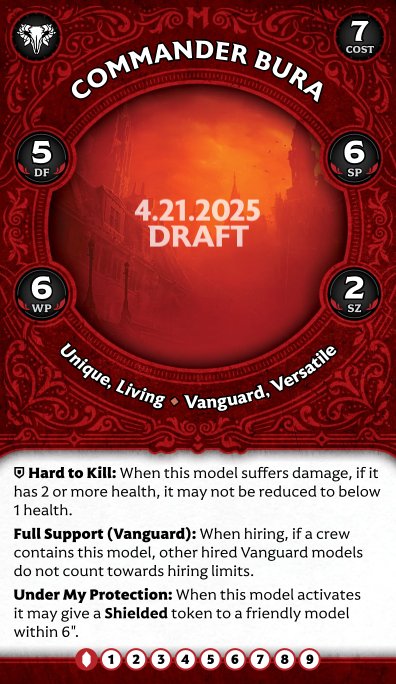 7
COST
COMMANDER BURA
5
DF
6
SP
4.21.2025
DRAFT
6
WP
2
SZ
Unique, Living ◆ Vanguard, Versatile
Hard to Kill: When this model suffers damage, if it
has 2 or more health, it may not be reduced to below
1 health.
Full Support (Vanguard): When hiring, if a crew
contains this model, other hired Vanguard models
do not count towards hiring limits.
Under My Protection: When this model activates
it may give a Shielded token to a friendly model
within 6".
1 2 3 4 5 6 7 8 9